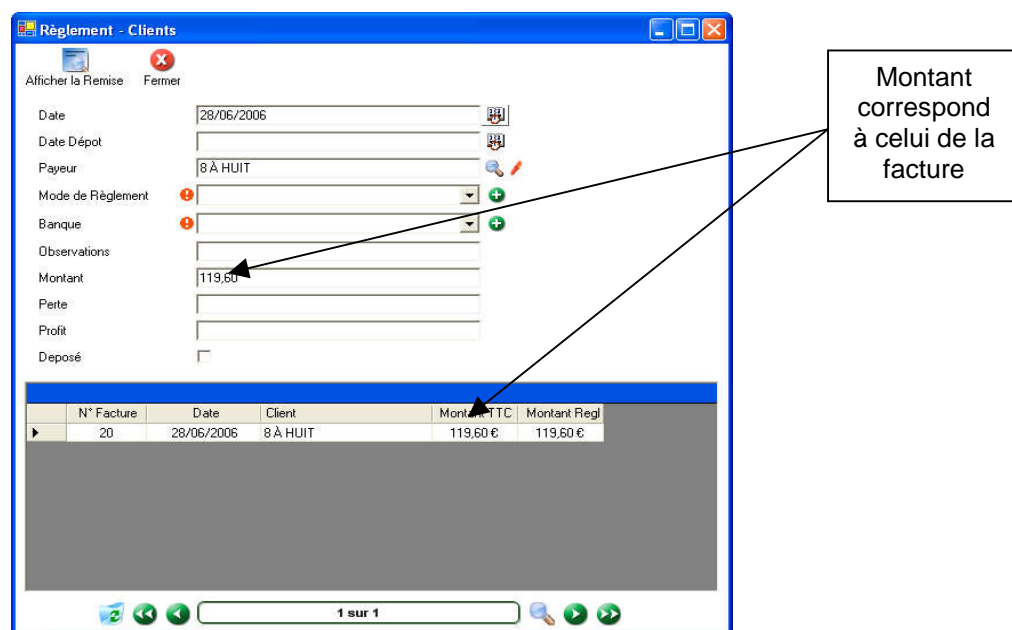 Règlement - Clients
Afficher la Remise Fermer
Date 28/06/2006
Date Dépot
Payeur 8 À HUIT
Mode de Règlement
Banque
Observations
Montant 119,60
Perte
Profit
Deposé
N° Facture Date Client Montant TTC Montant Regl
20 28/06/2006 8 À HUIT 119,60 € 119,60 €
1 sur 1
Montant
correspond
à celui de la
facture